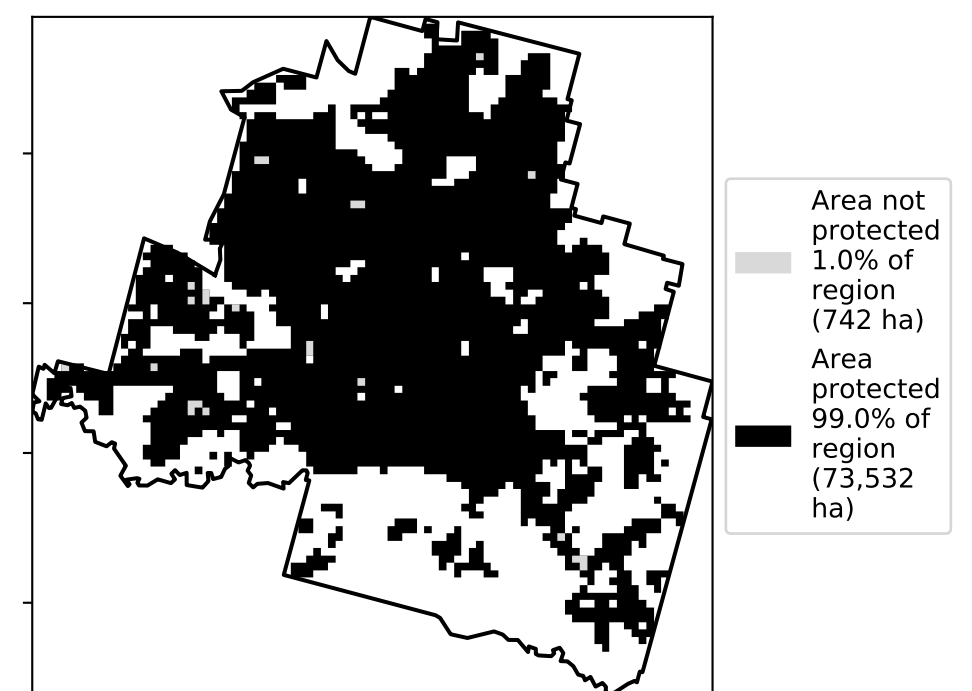 Area not
protected
1.0% of
region
(742 ha)
Area
protected
99.0% of
region
(73,532
ha)